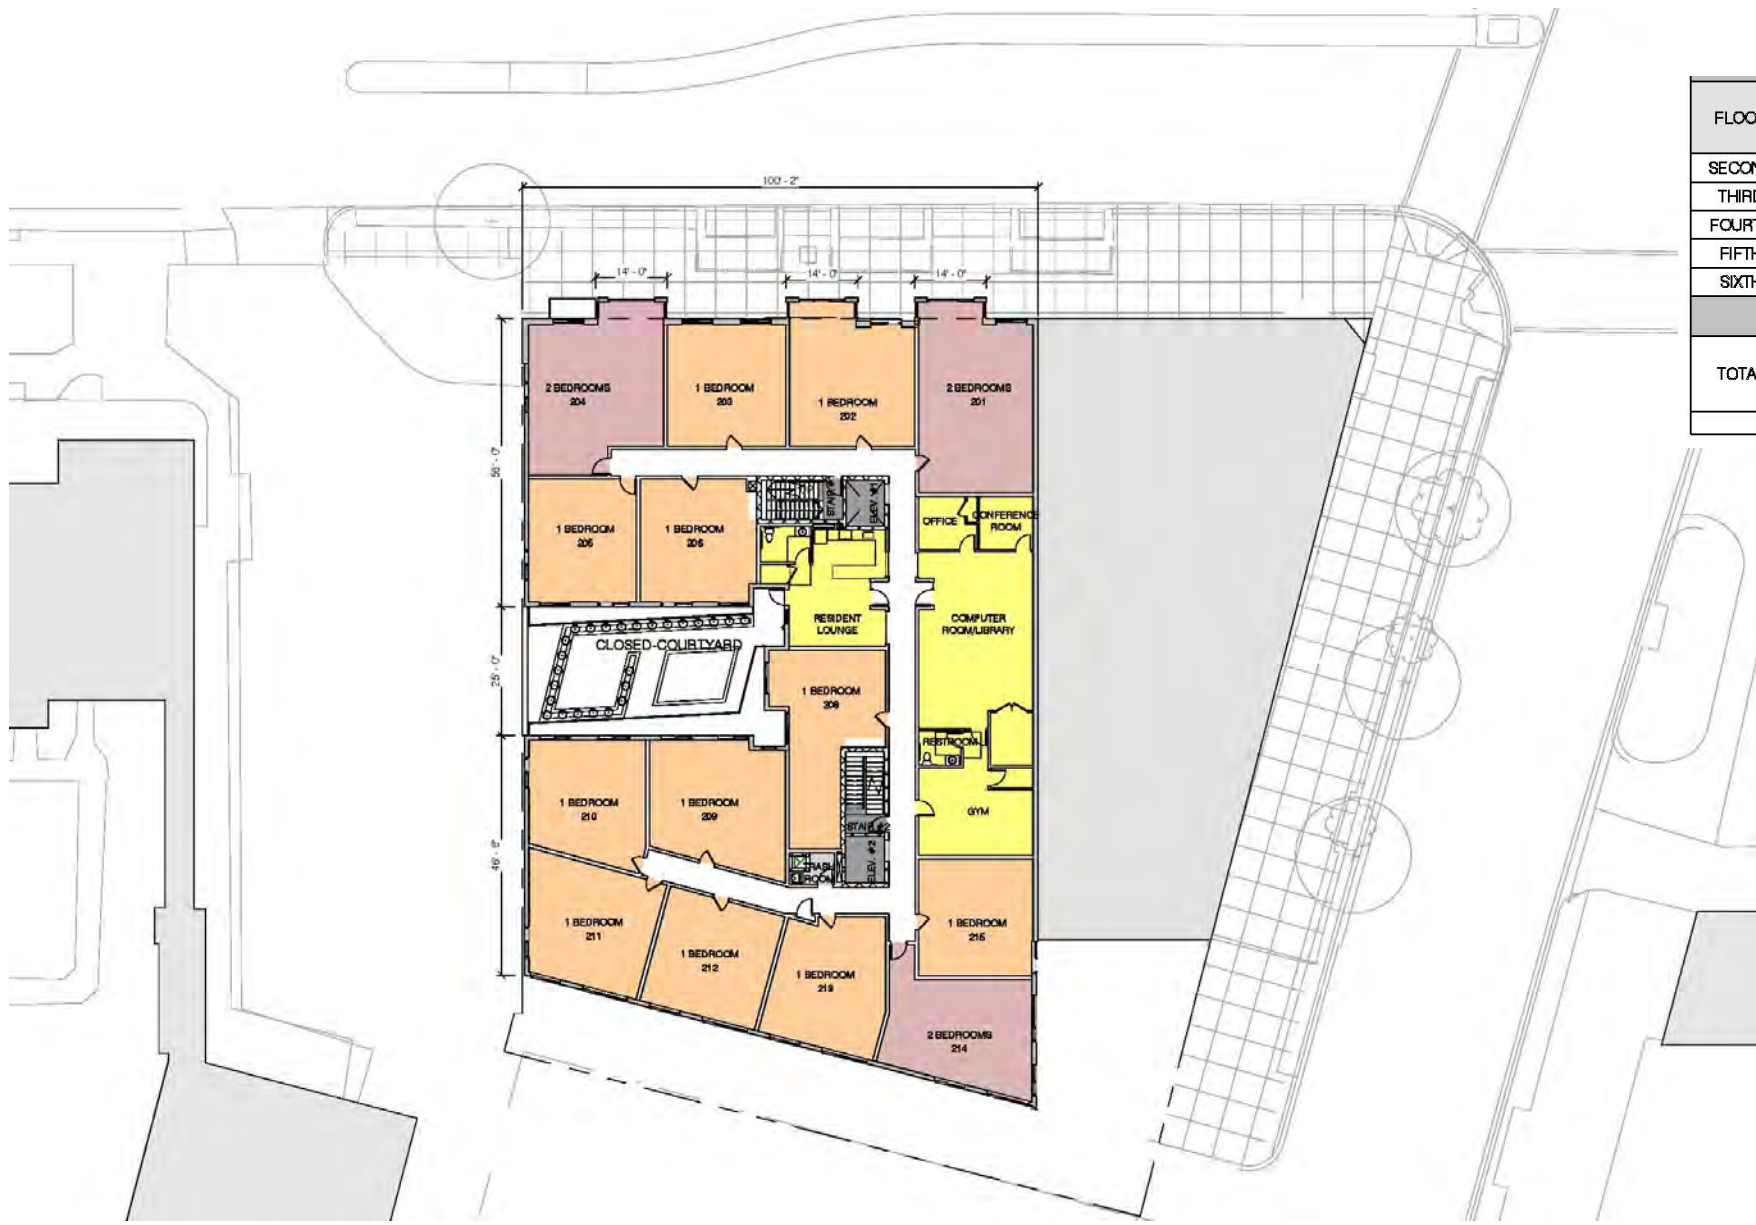 FLOO
SECON
THIRD
FOURT
FIFTH
SIXTH
TOTA
100' - 2"
14' - 0"
14' - 0"
14' - 0"
56' - 0"
25' - 0"
46' - 6"
2 BEDROOMS
204
1 BEDROOM
203
1 BEDROOM
202
2 BEDROOMS
201
1 BEDROOM
205
1 BEDROOM
206
STAIR #1
ELEV. #1
OFFICE
CONFERENCE
ROOM
RESIDENT
LOUNGE
COMPUTER
ROOM/LIBRARY
CLOSED-COURTYARD
1 BEDROOM
208
RESTROOM
1 BEDROOM
210
1 BEDROOM
209
GYM
STAIR #2
ELEV. #2
TRASH
ROOM
1 BEDROOM
211
1 BEDROOM
212
1 BEDROOM
213
1 BEDROOM
215
2 BEDROOMS
214